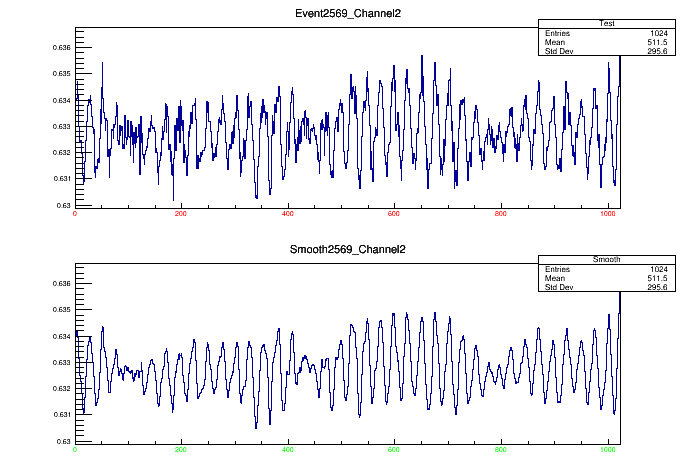 Event2569_Channel2
Test
Entries 1024
Mean 511.5
Std Dev 295.6
0.636
0.635
0.634
0.633
0.632
0.631
0.63
0 200 400 600 800 1000
Smooth2569_Channel2
Smooth
Entries 1024
Mean 511.5
Std Dev 295.6
0.636
0.635
0.634
0.633
0.632
0.631
0.63
0 200 400 600 800 1000